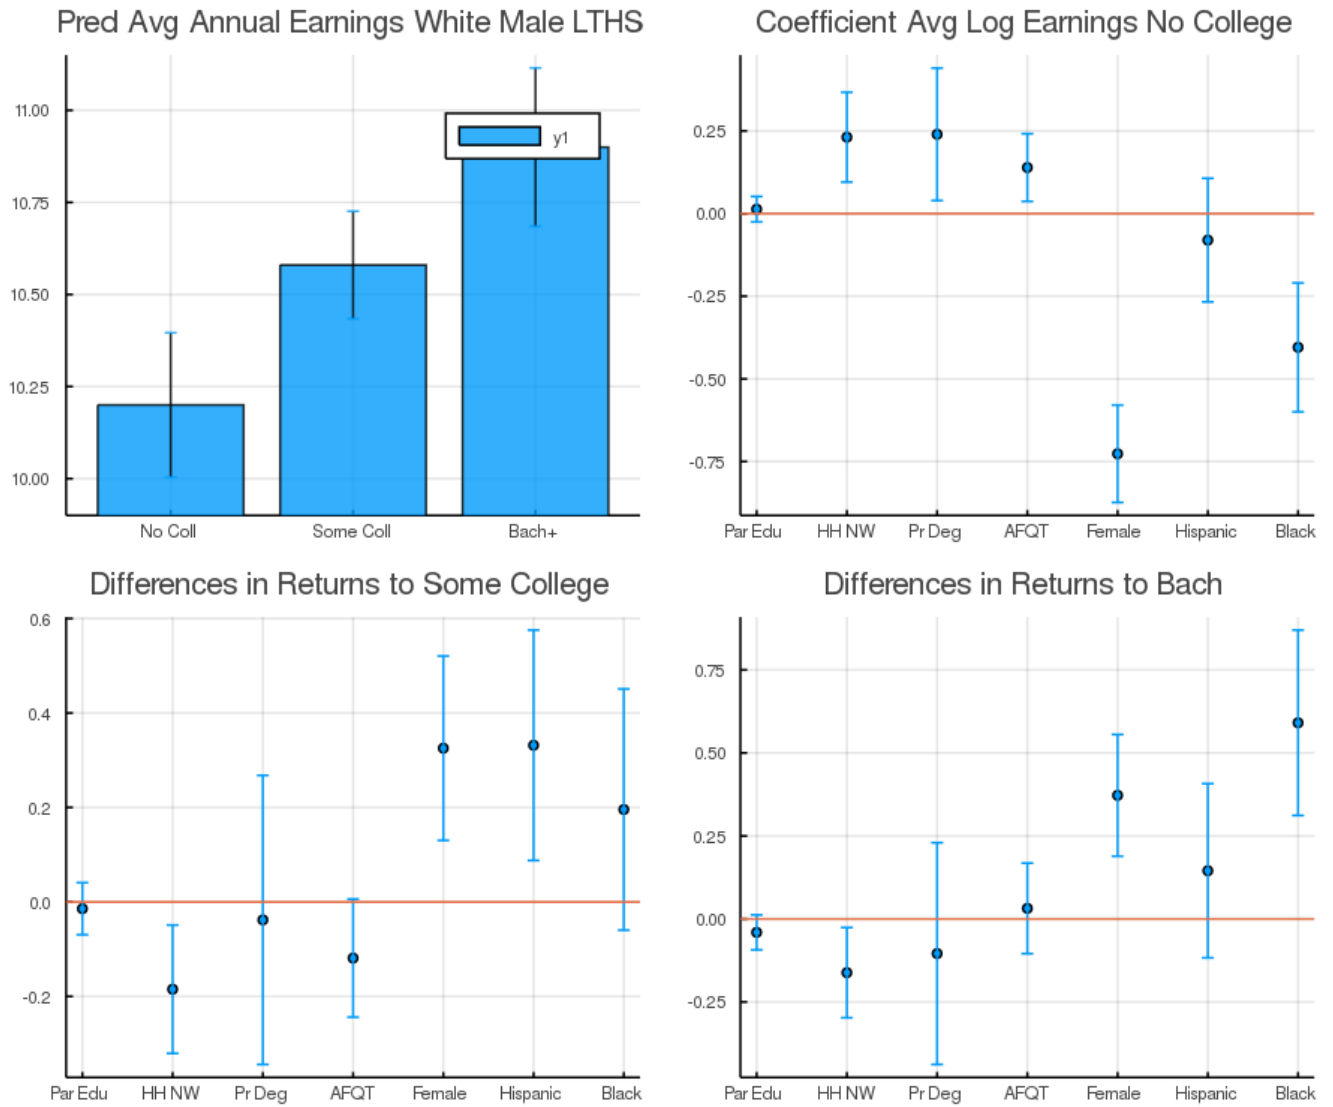 Pred Avg Annual Earnings White Male LTHS
11.00
10.75
10.50
10.25
10.00
y1
No Coll Some Coll Bach+
Coefficient Avg Log Earnings No College
0.25
0.00
-0.25
-0.50
-0.75
Par Edu HH NW Pr Deg AFQT Female Hispanic Black
Differences in Returns to Some College
0.6
0.4
0.2
0.0
-0.2
Par Edu HH NW Pr Deg AFQT Female Hispanic Black
Differences in Returns to Bach
0.75
0.50
0.25
0.00
-0.25
Par Edu HH NW Pr Deg AFQT Female Hispanic Black